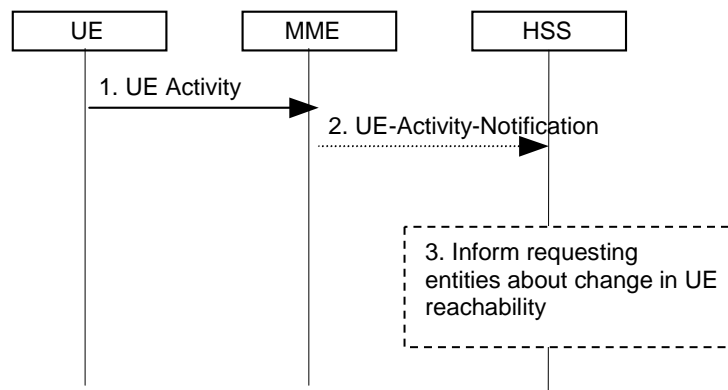 UE
MME
HSS
1. UE Activity
2. UE-Activity-Notification
3. Inform requesting
entities about change in UE
reachability